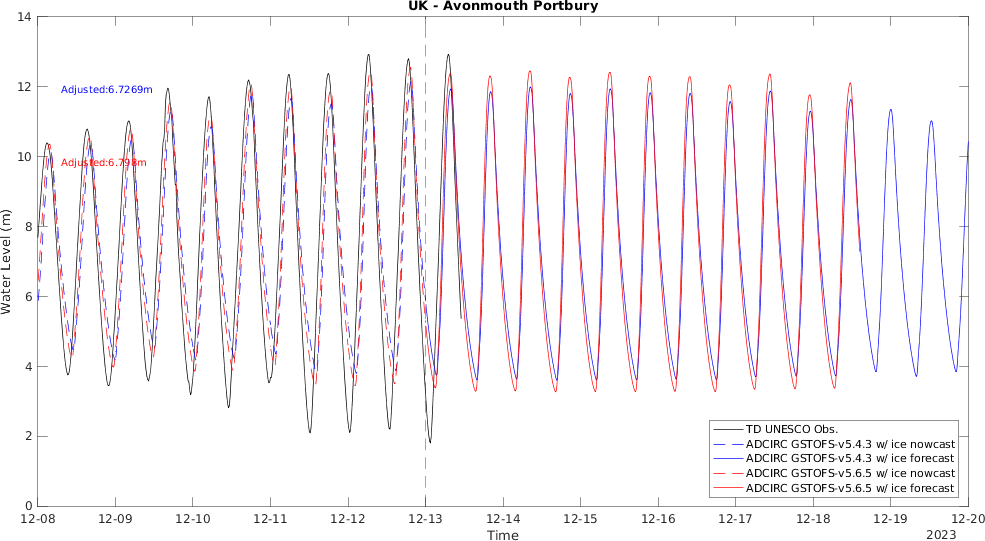 UK - Avonmouth Portbury
14
12
10
8
6
4
2
0
Water Level (m)
Adjusted:6.7269m
Adjusted:6.798m
TD UNESCO Obs.
ADCIRC GSTOFS-v5.4.3 w/ ice nowcast
ADCIRC GSTOFS-v5.4.3 w/ ice forecast
ADCIRC GSTOFS-v5.6.5 w/ ice nowcast
ADCIRC GSTOFS-v5.6.5 w/ ice forecast
12-08 12-09 12-10 12-11 12-12 12-13 12-14 12-15 12-16 12-17 12-18 12-19 12-20
Time
2023